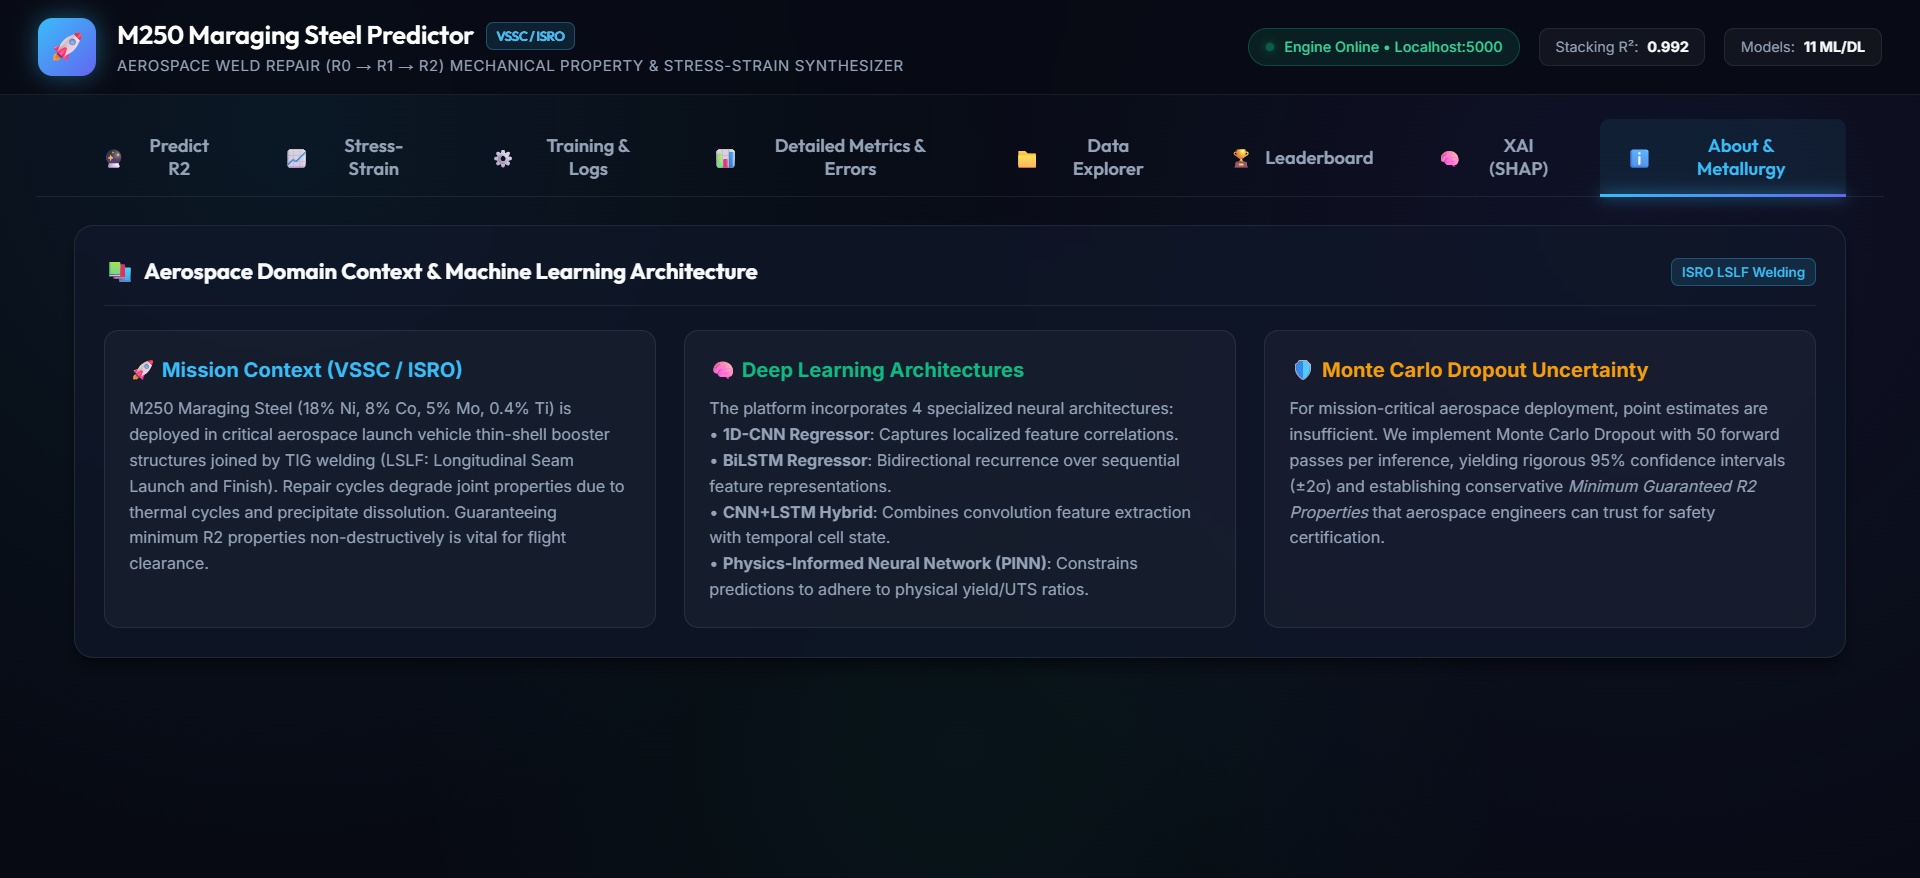 M250 Maraging Steel Predictor
VSSC / ISRO
AEROSPACE WELD REPAIR (R0 → R1 → R2) MECHANICAL PROPERTY & STRESS-STRAIN SYNTHESIZER
Engine Online • Localhost:5000
Stacking R²: 0.992
Models: 11 ML/DL
Predict
R2
Stress-
Strain
Training &
Logs
Detailed Metrics &
Errors
Data
Explorer
Leaderboard
XAI
(SHAP)
About &
Metallurgy
Aerospace Domain Context & Machine Learning Architecture
ISRO LSLF Welding
Mission Context (VSSC / ISRO)
M250 Maraging Steel (18% Ni, 8% Co, 5% Mo, 0.4% Ti) is
deployed in critical aerospace launch vehicle thin-shell booster
structures joined by TIG welding (LSLF: Longitudinal Seam
Launch and Finish). Repair cycles degrade joint properties due to
thermal cycles and precipitate dissolution. Guaranteeing
minimum R2 properties non-destructively is vital for flight
clearance.
Deep Learning Architectures
The platform incorporates 4 specialized neural architectures:
• 1D-CNN Regressor: Captures localized feature correlations.
• BiLSTM Regressor: Bidirectional recurrence over sequential
feature representations.
• CNN+LSTM Hybrid: Combines convolution feature extraction
with temporal cell state.
• Physics-Informed Neural Network (PINN): Constrains
predictions to adhere to physical yield/UTS ratios.
Monte Carlo Dropout Uncertainty
For mission-critical aerospace deployment, point estimates are
insufficient. We implement Monte Carlo Dropout with 50 forward
passes per inference, yielding rigorous 95% confidence intervals
(±2σ) and establishing conservative Minimum Guaranteed R2
Properties that aerospace engineers can trust for safety
certification.